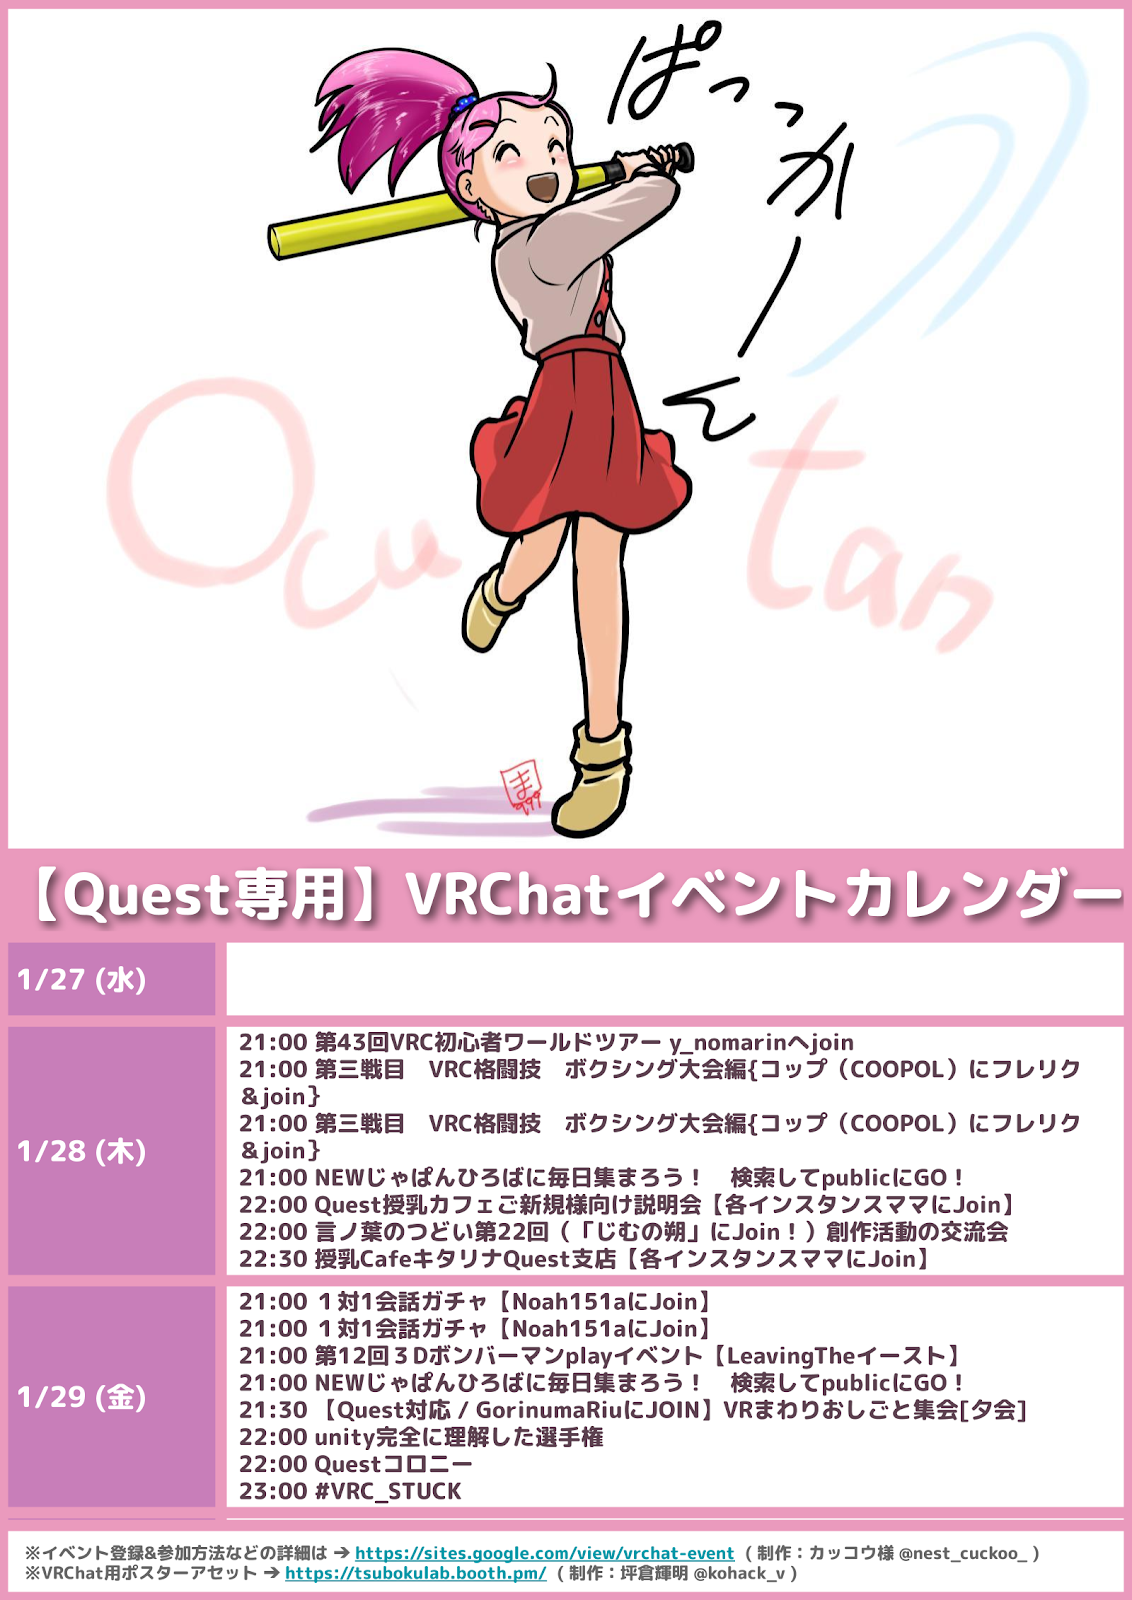 ぱっっかーん
Ocutan
ま
999
【Quest専用】VRChatイベントカレンダー
1/27 (水)
1/28 (木)
21:00 第43回VRC初心者ワールドツアー y_nomarinへjoin
21:00 第三戦目　VRC格闘技　ボクシング大会編{コップ（COOPOL）にフレリク
＆join}
21:00 第三戦目　VRC格闘技　ボクシング大会編{コップ（COOPOL）にフレリク
＆join}
21:00 NEWじゃぱんひろばに毎日集まろう！　検索してpublicにGO！
22:00 Quest授乳カフェご新規様向け説明会【各インスタンスママにJoin】
22:00 言ノ葉のつどい第22回（「じむの朔」にJoin！）創作活動の交流会
22:30 授乳CafeキタリナQuest支店【各インスタンスママにJoin】
1/29 (金)
21:00 １対1会話ガチャ【Noah151aにJoin】
21:00 １対1会話ガチャ【Noah151aにJoin】
21:00 第12回３Dボンバーマンplayイベント【LeavingTheイースト】
21:00 NEWじゃぱんひろばに毎日集まろう！　検索してpublicにGO！
21:30 【Quest対応 / GorinumaRiuにJOIN】VRまわりおしごと集会[夕会]
22:00 unity完全に理解した選手権
22:00 Questコロニー
23:00 #VRC_STUCK
※イベント登録&参加方法などの詳細は ➔ https://sites.google.com/view/vrchat-event （ 制作：カッコウ様 @nest_cuckoo_ ）
※VRChat用ポスターアセット ➔ https://tsubokulab.booth.pm/ （ 制作：坪倉輝明 @kohack_v ）